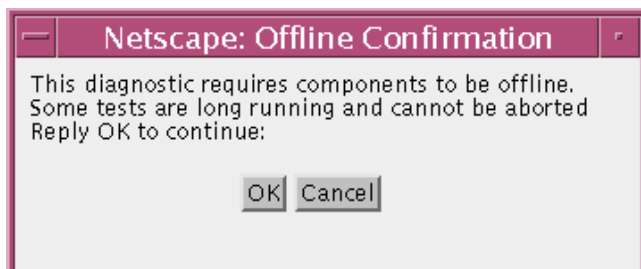 Netscape: Offline Confirmation
This diagnostic requires components to be offline.
Some tests are long running and cannot be aborted
Reply OK to continue:
OK Cancel